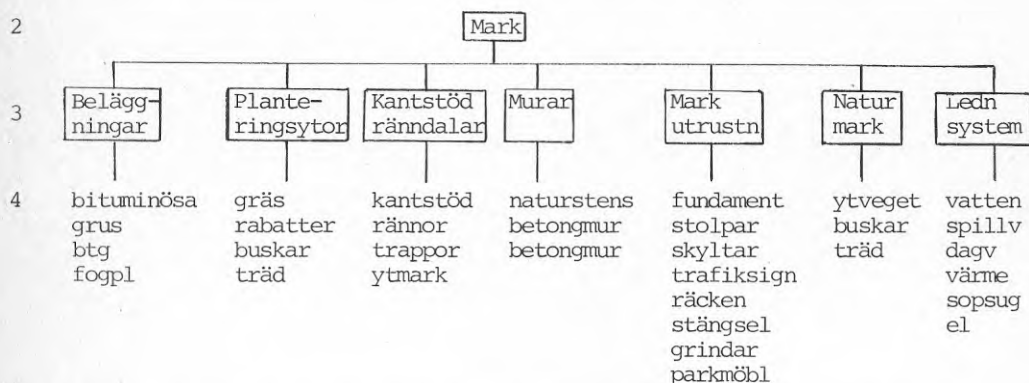 2
Mark
3
Belägg-
ningar
Plante-
ringsytor
Kantstöd
ränndalar
Murar
Mark
utrustn
Natur
mark
Ledn
system
4
bituminösa
grus
btg
fogpl
gräs
rabatter
buskar
träd
kantstöd
rännor
trappor
ytmark
naturstens
betongmur
betongmur
fundament
stolpar
skyltar
trafiksign
räcken
stängsel
grindar
parkmöbl
ytveget
buskar
träd
vatten
spillv
dagv
värme
sopsug
el